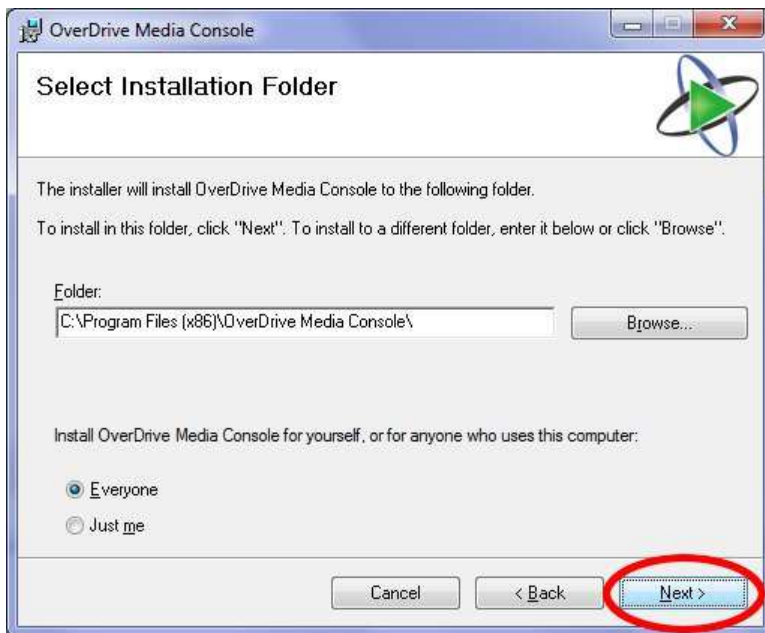 OverDrive Media Console
Select Installation Folder
The installer will install OverDrive Media Console to the following folder.
To install in this folder, click "Next". To install to a different folder, enter it below or click "Browse".
Folder:
C:\Program Files (x86)\OverDrive Media Console\
Browse...
Install OverDrive Media Console for yourself, or for anyone who uses this computer:
Everyone
Just me
Cancel
< Back
Next >